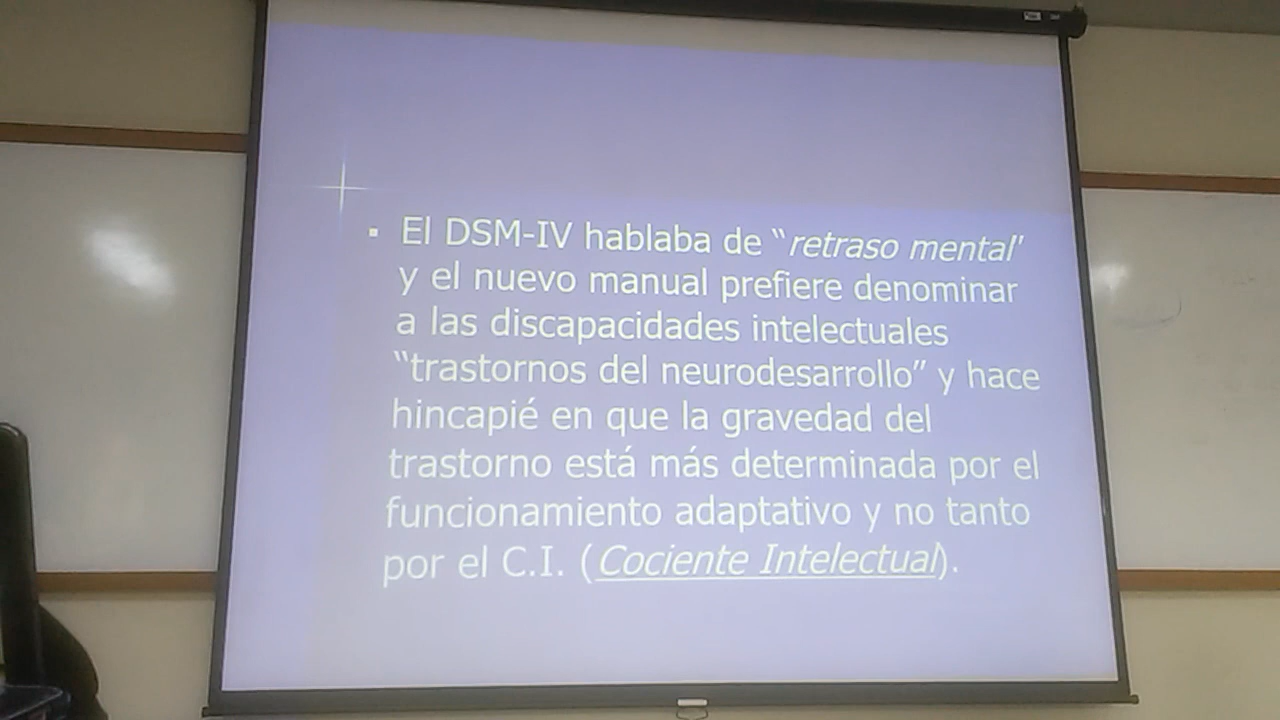 ▪ El DSM-IV hablaba de “retraso mental”
y el nuevo manual prefiere denominar
a las discapacidades intelectuales
“trastornos del neurodesarrollo” y hace
hincapié en que la gravedad del
trastorno está más determinada por el
funcionamiento adaptativo y no tanto
por el C.I. (Cociente Intelectual).